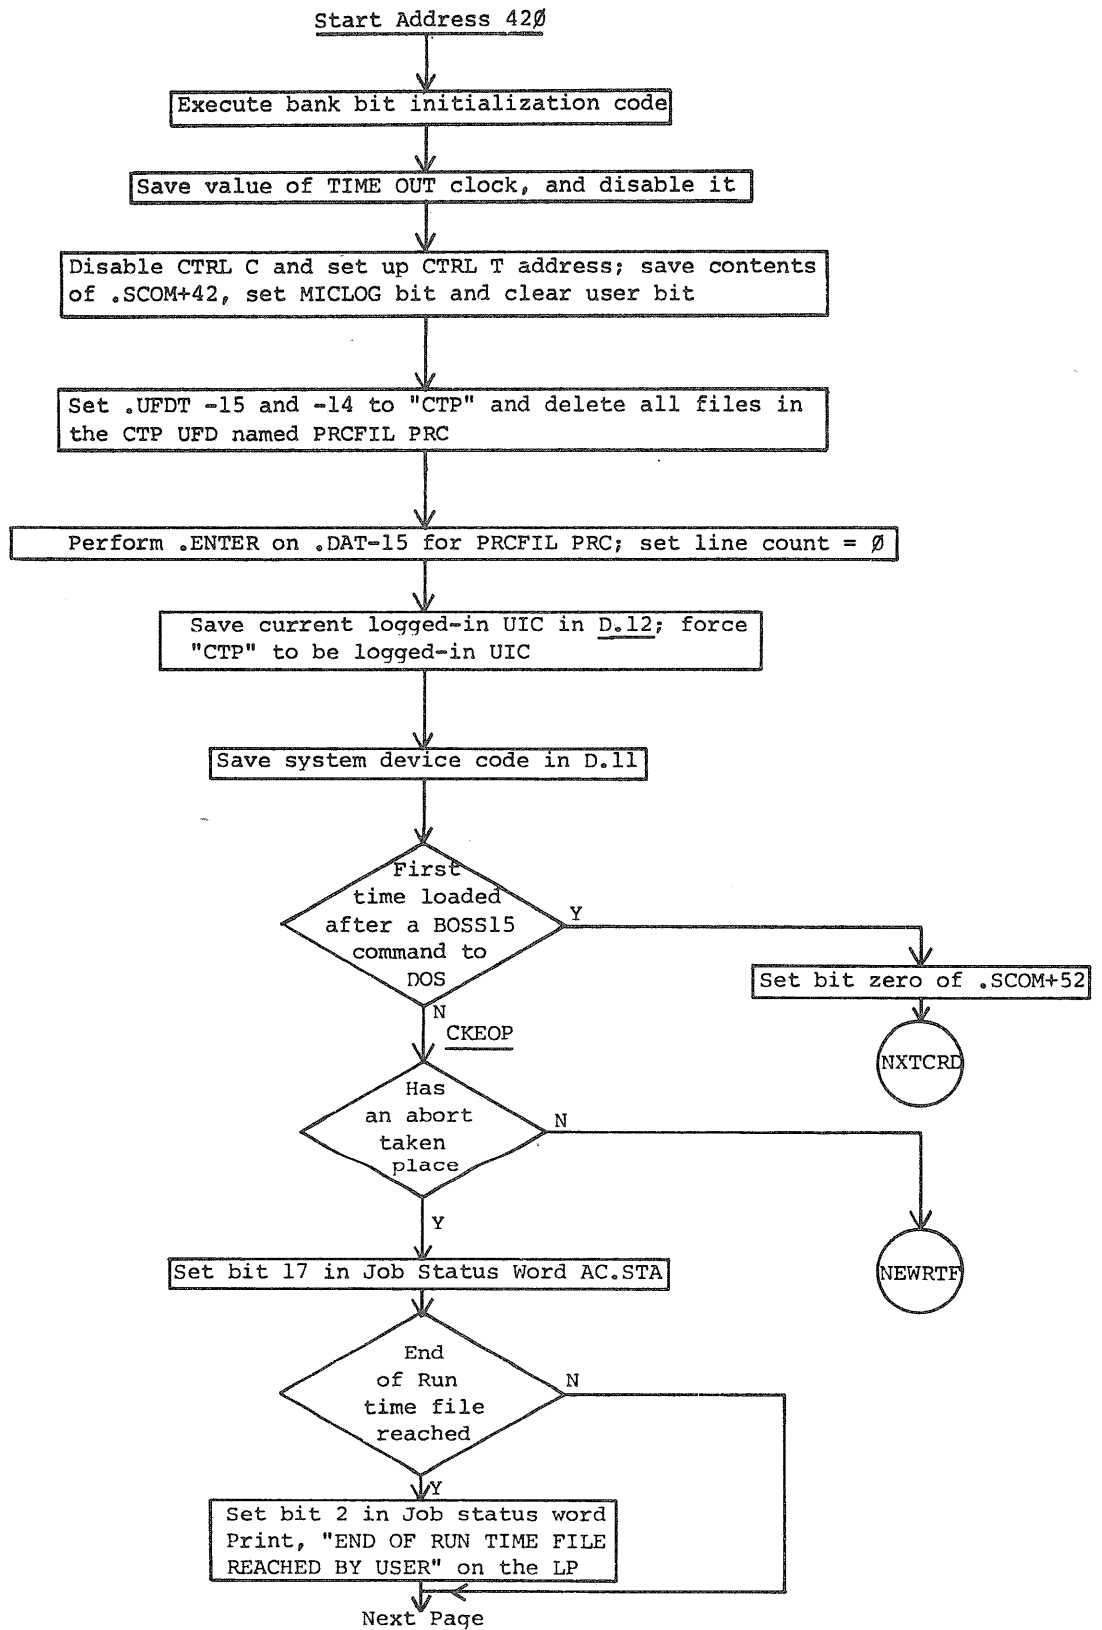 Start Address 42Ø
Execute bank bit initialization code
Save value of TIME OUT clock, and disable it
Disable CTRL C and set up CTRL T address; save contents
of .SCOM+42, set MICLOG bit and clear user bit
Set .UFDT -15 and -14 to "CTP" and delete all files in
the CTP UFD named PRCFIL PRC
Perform .ENTER on .DAT-15 for PRCFIL PRC; set line count = Ø
Save current logged-in UIC in D.12; force
"CTP" to be logged-in UIC
Save system device code in D.11
First
time loaded
after a BOSS15
command to
DOS
Y
Set bit zero of .SCOM+52
NXTCRD
N
CKEOP
Has
an abort
taken
place
N
NEWRTF
Y
Set bit 17 in Job Status Word AC.STA
End
of Run
time file
reached
N
Y
Set bit 2 in Job status word
Print, "END OF RUN TIME FILE
REACHED BY USER" on the LP
Next Page